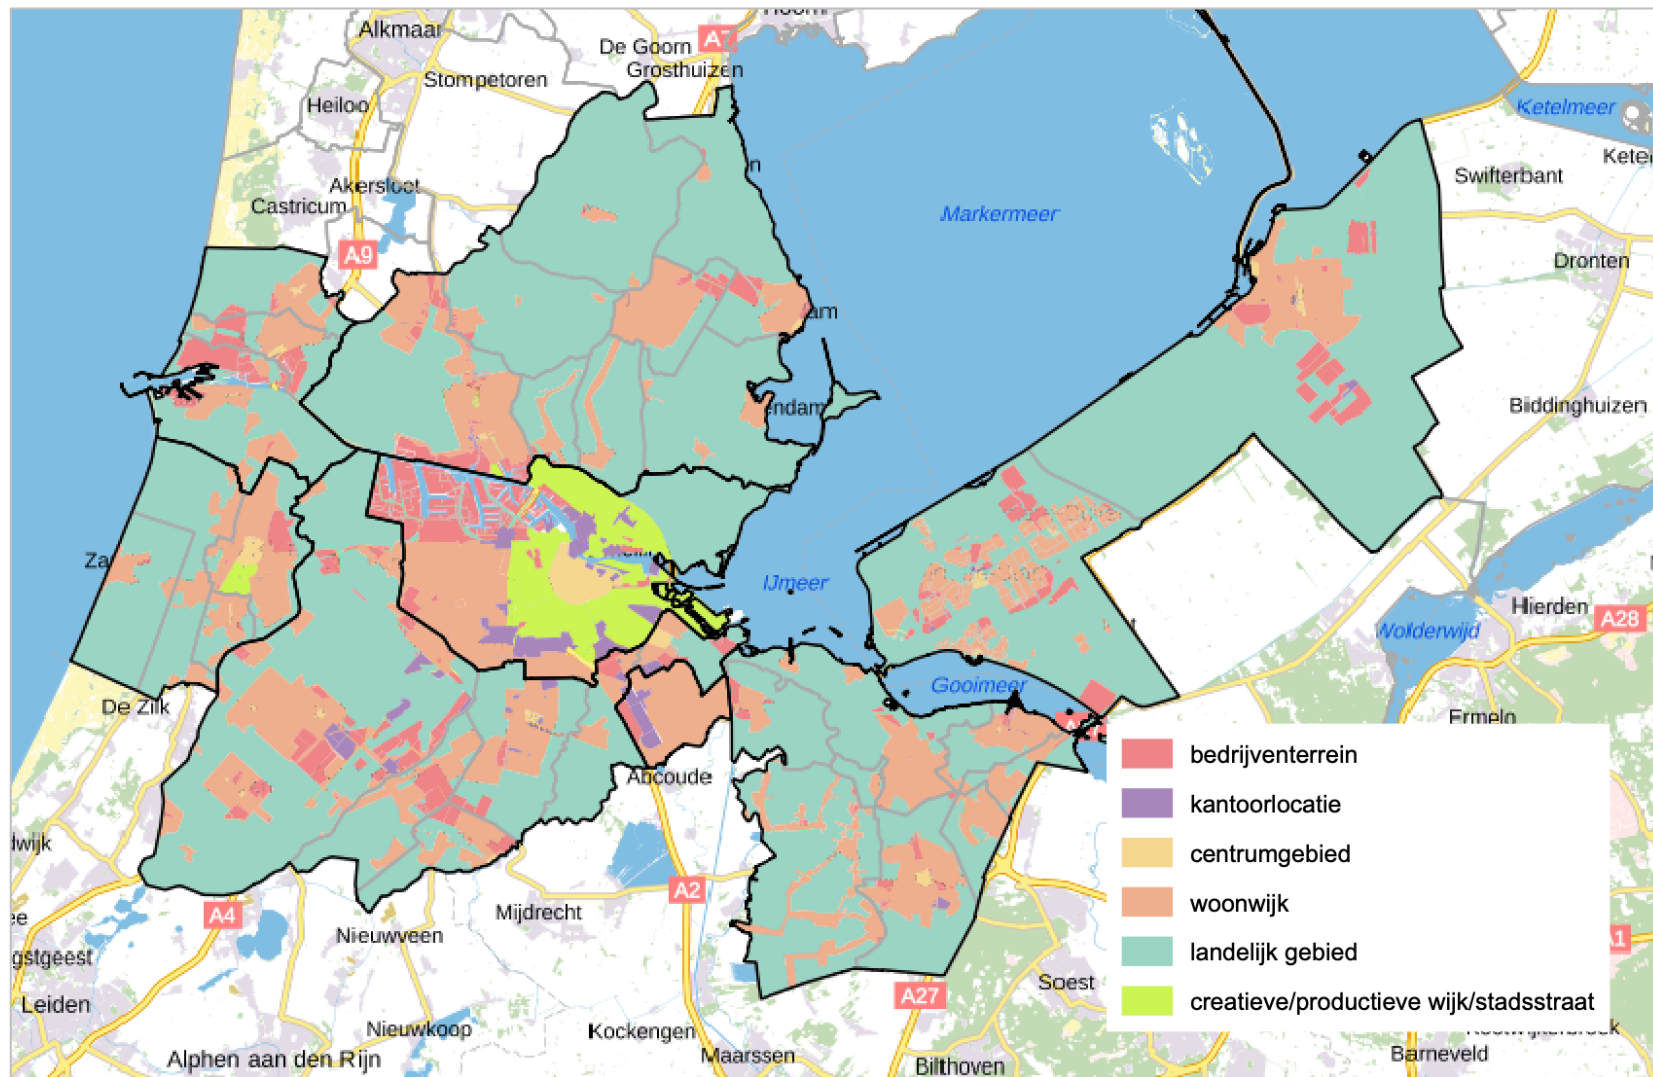 Alkmaar
De Goorn
A7
Grosthuizen
Stompetoren
Heiloo
Ketelmeer
Swifterbant
Akersloot
Castricum
Markermeer
A9
Dronten
Biddinghuizen
IJmeer
Hierden
A28
Wolderwijd
Gooimeer
De Zilk
Ermelo
Abcoude
bedrijventerrein
kantoorlocatie
centrumgebied
woonwijk
landelijk gebied
creatieve/productieve wijk/stadsstraat
A2
A4
Mijdrecht
Nieuwveen
gstgeest
A27
Soest
Leiden
Nieuwkoop
Kockengen
Alphen aan den Rijn
Maarssen
Bilthoven
Barneveld